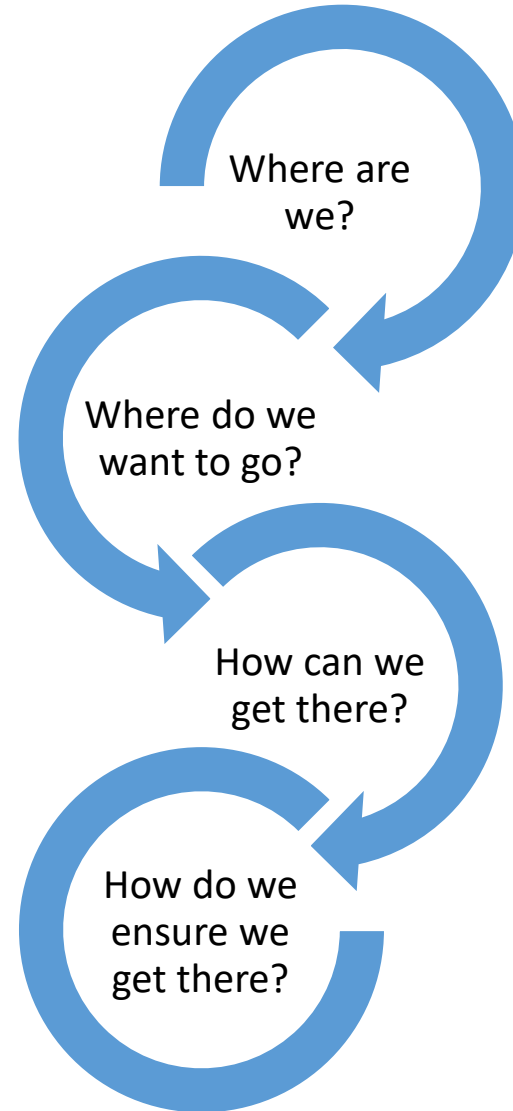 Where are
we?
Where do we
want to go?
How can we
get there?
How do we
ensure we
get there?